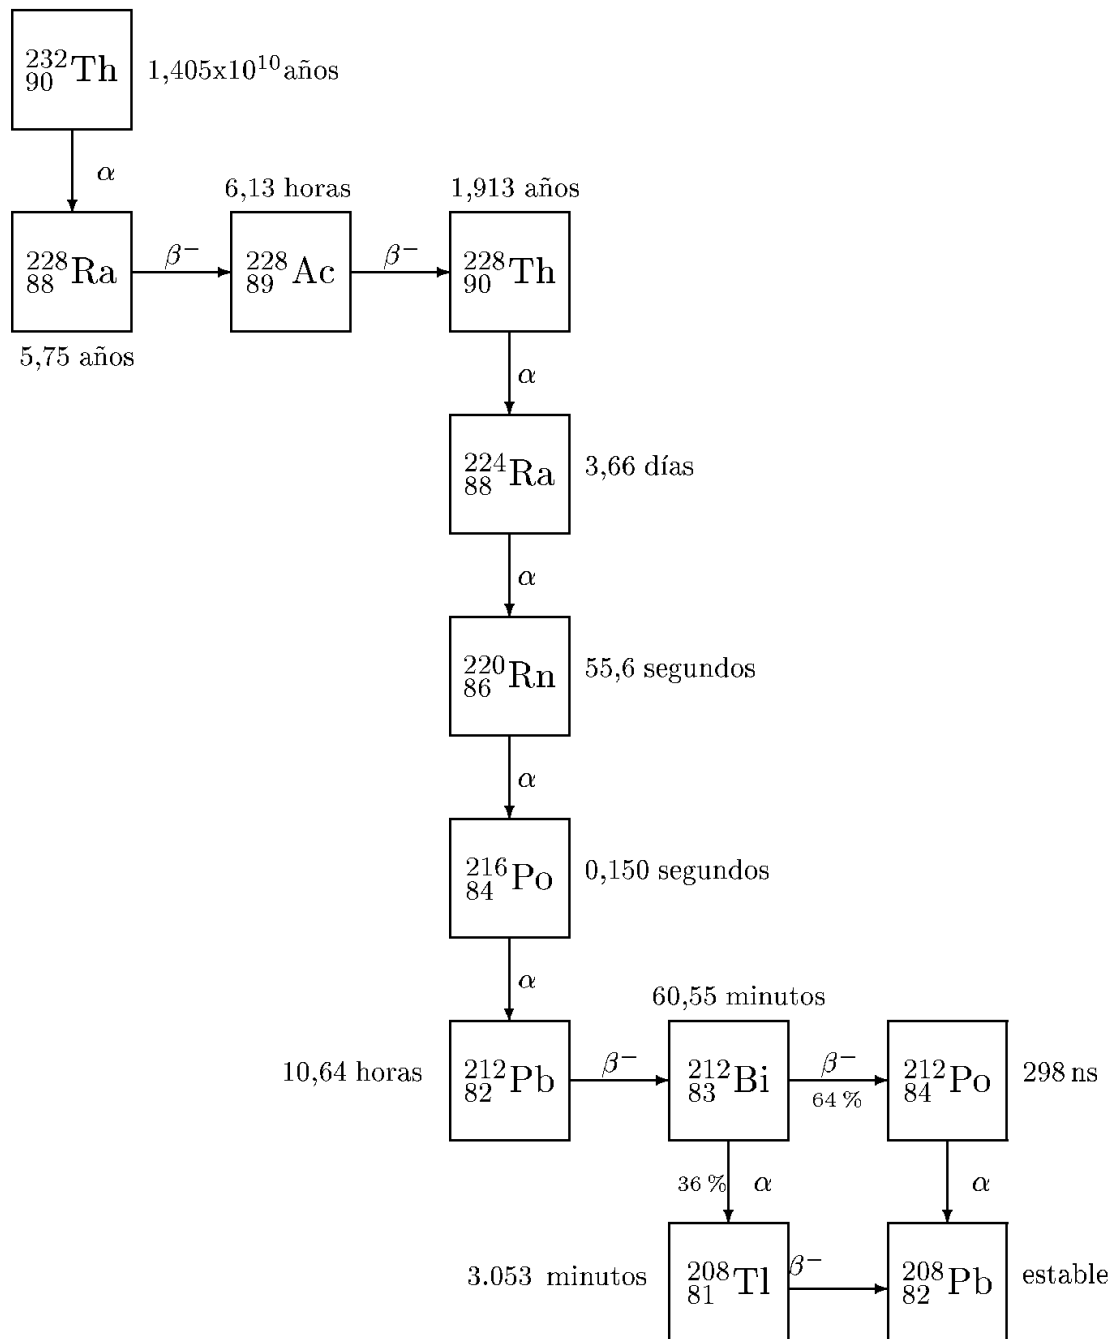 ²³²₉₀Th 1,405x10¹⁰ años
α
6,13 horas 1,913 años
²²⁸₈₈Ra β⁻ ²²⁸₈₉Ac β⁻ ²²⁸₉₀Th
5,75 años
α
²²⁴₈₈Ra 3,66 días
α
²²⁰₈₆Rn 55,6 segundos
α
²¹⁶₈₄Po 0,150 segundos
α
60,55 minutos
10,64 horas ²¹²₈₂Pb β⁻ ²¹²₈₃Bi β⁻ 64 % ²¹²₈₄Po 298 ns
36 % α α
3.053 minutos ²⁰⁸₈₁Tl β⁻ ²⁰⁸₈₂Pb estable